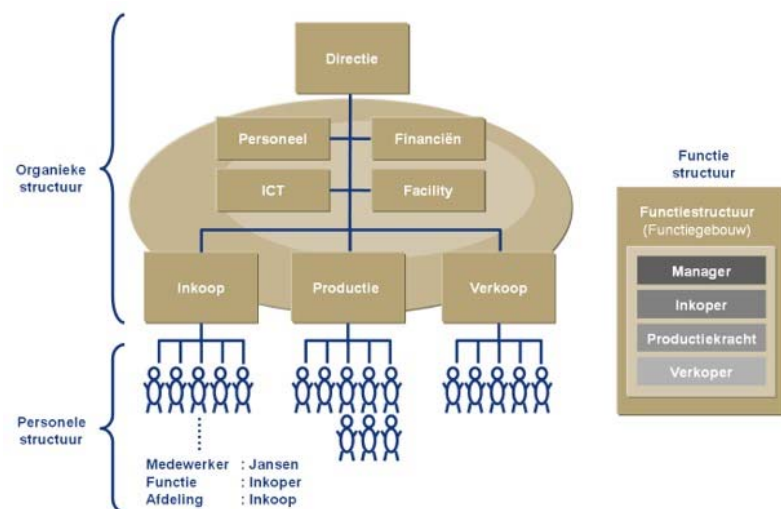 Directie
Personeel
Financiën
ICT
Facility
Organieke
structuur
Inkoop
Productie
Verkoop
Personele
structuur
Medewerker : Jansen
Functie : Inkoper
Afdeling : Inkoop
Functie
structuur
Functiestructuur
(Functiegebouw)
Manager
Inkoper
Productiekracht
Verkoper